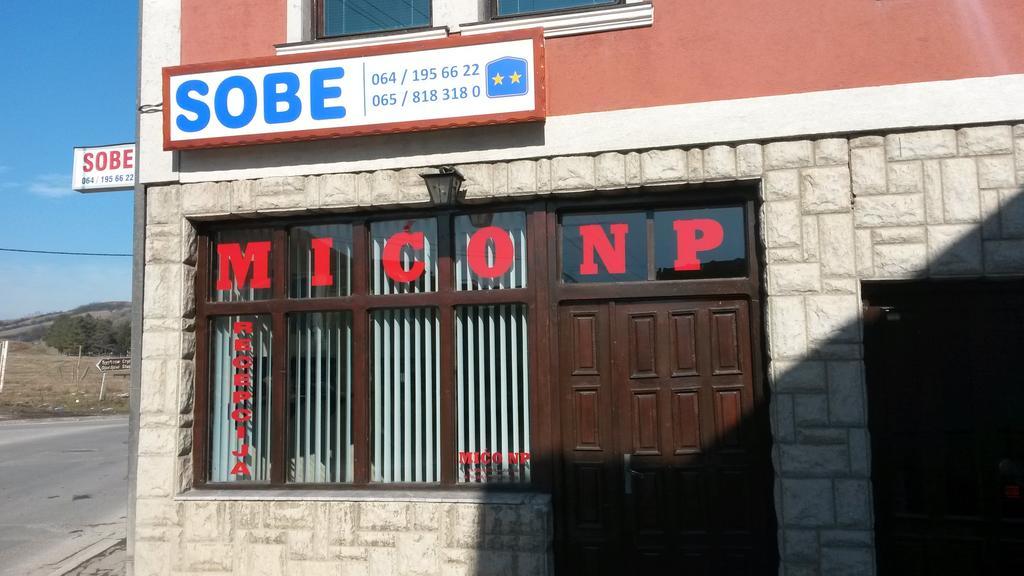 SOBE
064 / 195 66 22
065 / 818 318 0
SOBE
064 / 195 66 22
MIĆO NP
RECEPCIJA
MIĆO NP